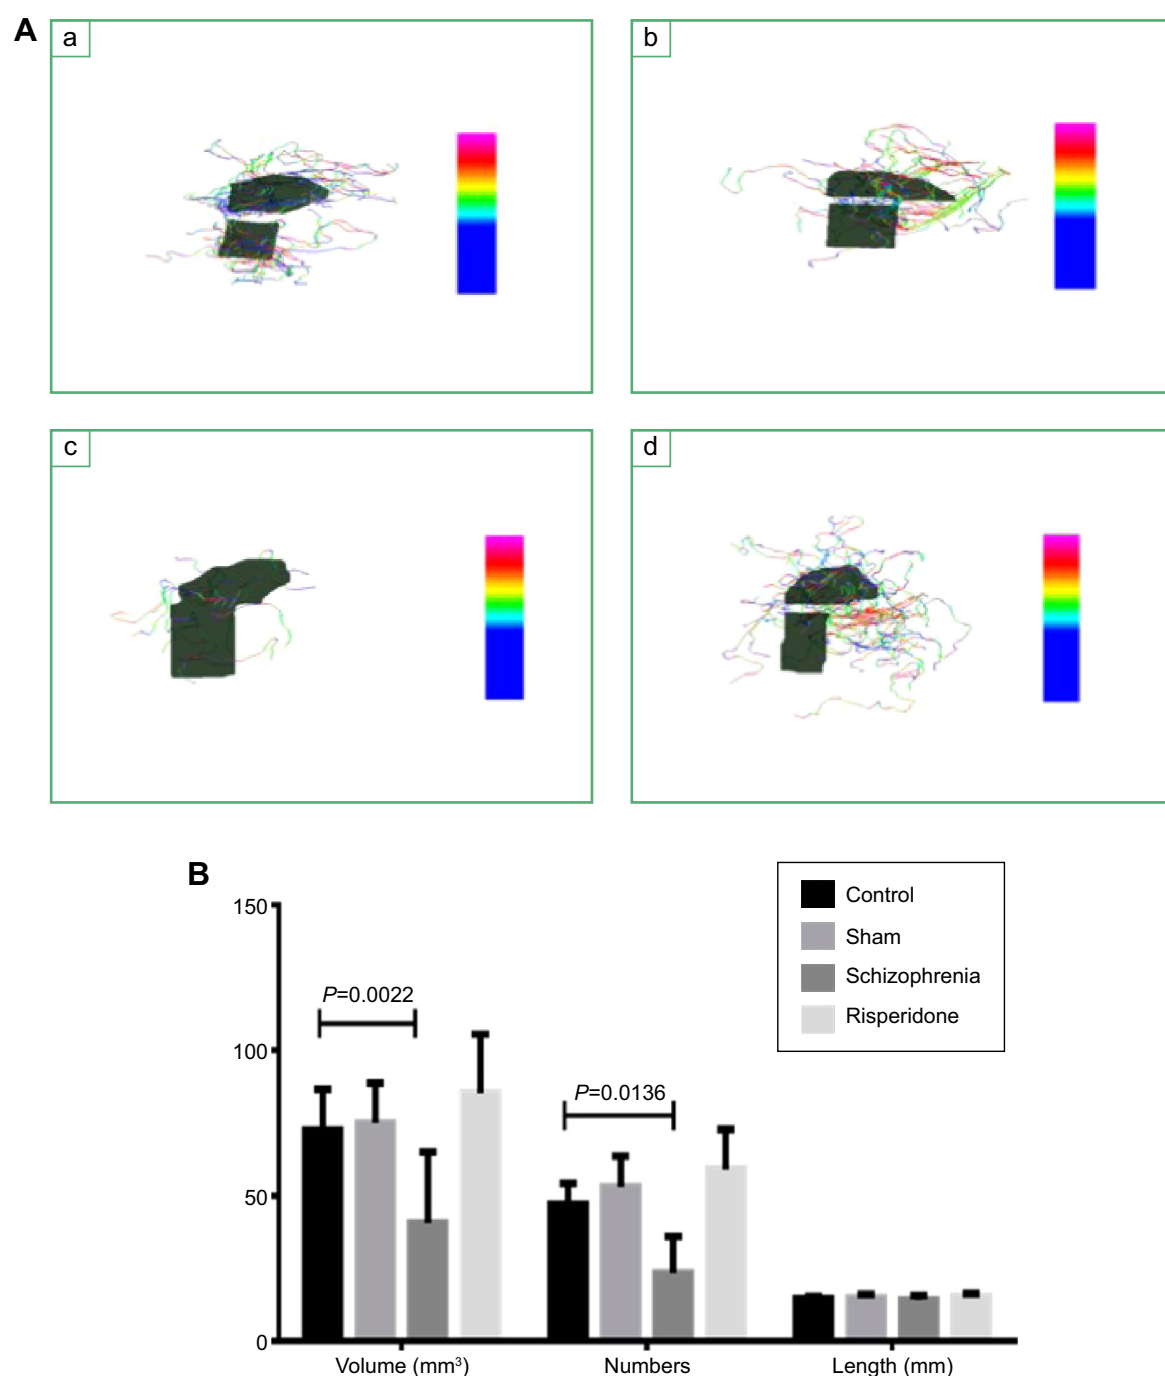 A
a
b
c
d
B
Control
Sham
Schizophrenia
Risperidone
150
100
50
0
P=0.0022
P=0.0136
Volume (mm³)
Numbers
Length (mm)